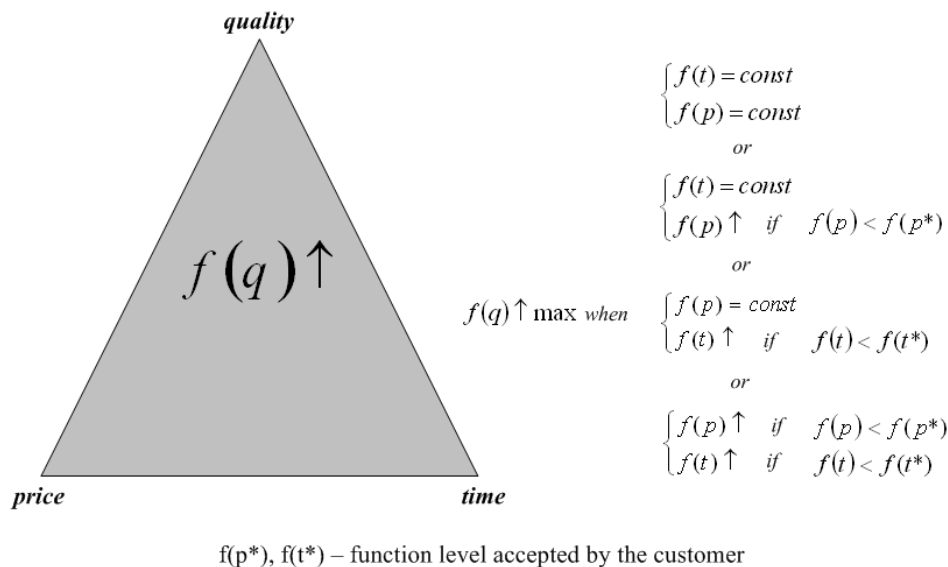 quality
f(q) ↑
price
time
f(q) ↑ max when
{ f(t) = const
f(p) = const
or
{ f(t) = const
f(p) ↑ if f(p) < f(p*)
or
{ f(p) = const
f(t) ↑ if f(t) < f(t*)
or
{ f(p) ↑ if f(p) < f(p*)
f(t) ↑ if f(t) < f(t*)
f(p*), f(t*) – function level accepted by the customer